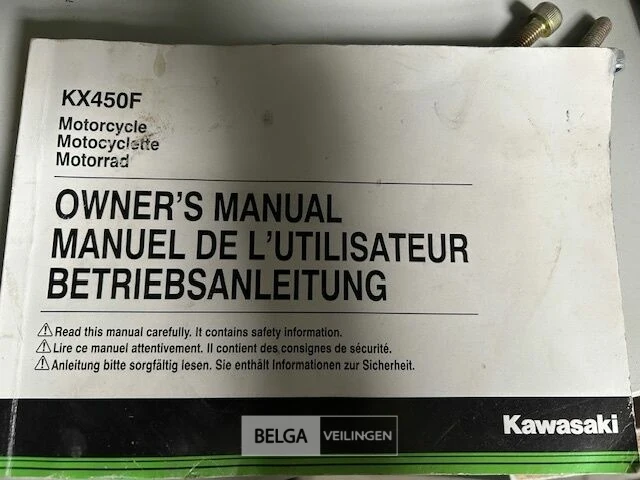 KX450F
Motorcycle
Motocyclette
Motorrad
OWNER'S MANUAL
MANUEL DE L'UTILISATEUR
BETRIEBSANLEITUNG
Read this manual carefully. It contains safety information.
Lire ce manuel attentivement. Il contient des consignes de sécurité.
Anleitung bitte sorgfältig lesen. Sie enthält Informationen zur Sicherheit.
Kawasaki
BELGA VEILINGEN